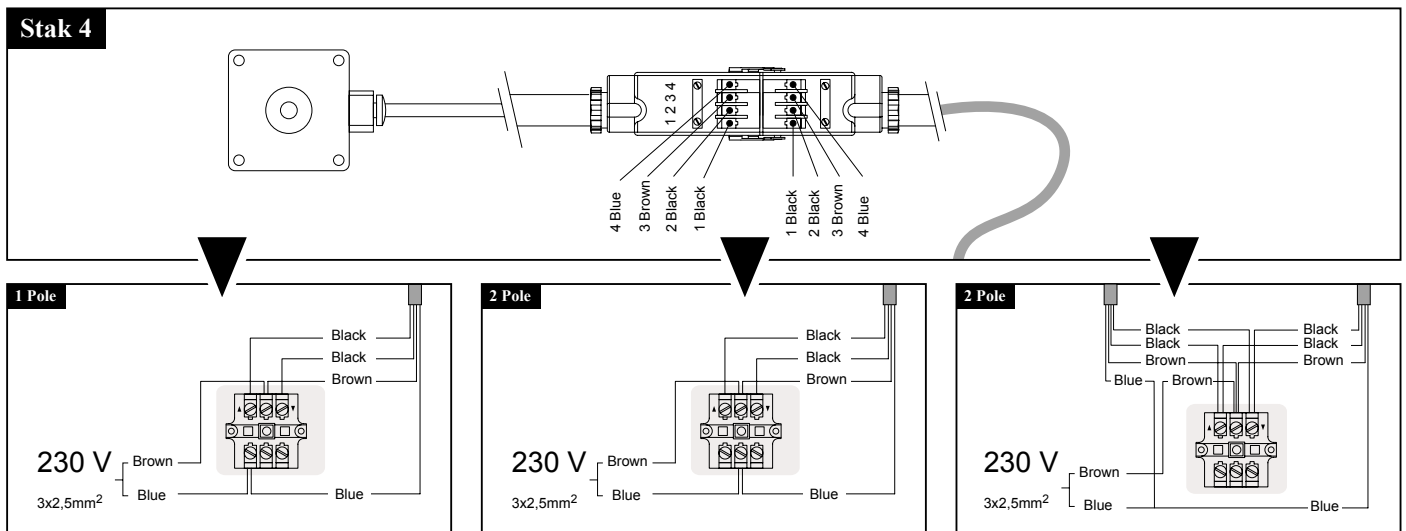 Stak 4
1 2 3 4
4 Blue
3 Brown
2 Black
1 Black
1 Black
2 Black
3 Brown
4 Blue
1 Pole
Black
Black
Brown
230 V
Brown
3x2,5mm²
Blue
Blue
2 Pole
Black
Black
Brown
230 V
Brown
3x2,5mm²
Blue
Blue
2 Pole
Black
Black
Black
Black
Brown
Brown
Blue
Brown
230 V
Brown
3x2,5mm²
Blue
Blue